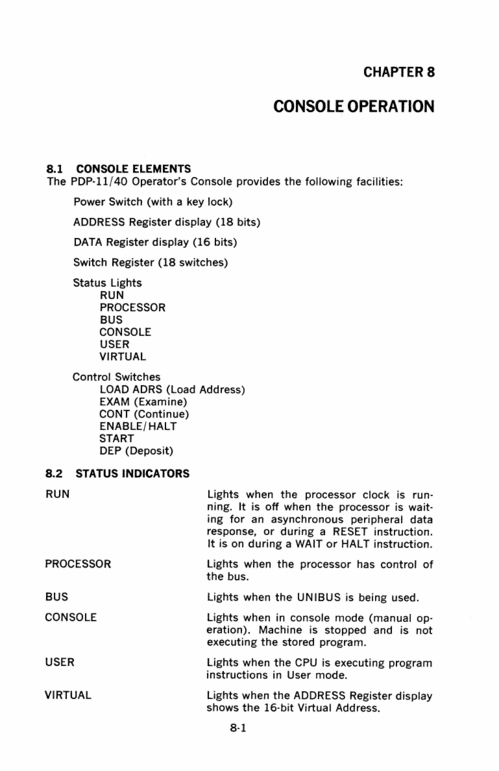 CHAPTER 8
CONSOLE OPERATION
8.1 CONSOLE ELEMENTS
The PDP-11/40 Operator's Console provides the following facilities:
Power Switch (with a key lock)
ADDRESS Register display (18 bits)
DATA Register display (16 bits)
Switch Register (18 switches)
Status Lights
RUN
PROCESSOR
BUS
CONSOLE
USER
VIRTUAL
Control Switches
LOAD ADRS (Load Address)
EXAM (Examine)
CONT (Continue)
ENABLE/HALT
START
DEP (Deposit)
8.2 STATUS INDICATORS
RUN Lights when the processor clock is run-
ning. It is off when the processor is wait-
ing for an asynchronous peripheral data
response, or during a RESET instruction.
It is on during a WAIT or HALT instruction.
PROCESSOR Lights when the processor has control of
the bus.
BUS Lights when the UNIBUS is being used.
CONSOLE Lights when in console mode (manual op-
eration). Machine is stopped and is not
executing the stored program.
USER Lights when the CPU is executing program
instructions in User mode.
VIRTUAL Lights when the ADDRESS Register display
shows the 16-bit Virtual Address.
8-1